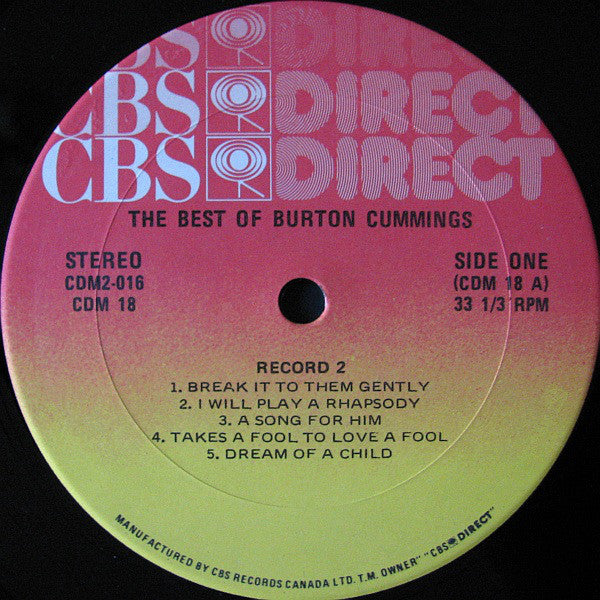 CBS DIRECT
CBS DIRECT
CBS DIRECT
THE BEST OF BURTON CUMMINGS
STEREO
CDM2-016
CDM 18
SIDE ONE
(CDM 18 A)
33 1/3 RPM
RECORD 2
1. BREAK IT TO THEM GENTLY
2. I WILL PLAY A RHAPSODY
3. A SONG FOR HIM
4. TAKES A FOOL TO LOVE A FOOL
5. DREAM OF A CHILD
MANUFACTURED BY CBS RECORDS CANADA LTD. T.M. OWNER" "CBS DIRECT"